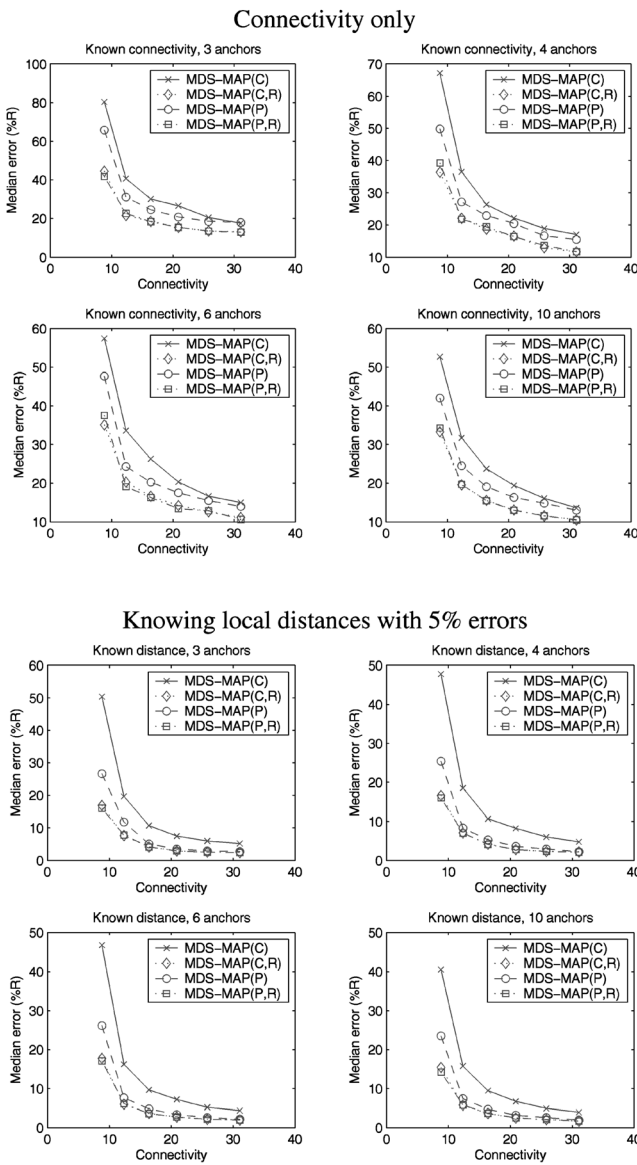 Connectivity only
Known connectivity, 3 anchors
100
80
60
40
20
0
Median error (%R)
MDS-MAP(C)
MDS-MAP(C,R)
MDS-MAP(P)
MDS-MAP(P,R)
0 10 20 30 40
Connectivity
Known connectivity, 4 anchors
70
60
50
40
30
20
10
Median error (%R)
MDS-MAP(C)
MDS-MAP(C,R)
MDS-MAP(P)
MDS-MAP(P,R)
0 10 20 30 40
Connectivity
Known connectivity, 6 anchors
60
50
40
30
20
10
Median error (%R)
MDS-MAP(C)
MDS-MAP(C,R)
MDS-MAP(P)
MDS-MAP(P,R)
0 10 20 30 40
Connectivity
Known connectivity, 10 anchors
60
50
40
30
20
10
Median error (%R)
MDS-MAP(C)
MDS-MAP(C,R)
MDS-MAP(P)
MDS-MAP(P,R)
0 10 20 30 40
Connectivity
Knowing local distances with 5% errors
Known distance, 3 anchors
60
50
40
30
20
10
0
Median error (%R)
MDS-MAP(C)
MDS-MAP(C,R)
MDS-MAP(P)
MDS-MAP(P,R)
0 10 20 30 40
Connectivity
Known distance, 4 anchors
50
40
30
20
10
0
Median error (%R)
MDS-MAP(C)
MDS-MAP(C,R)
MDS-MAP(P)
MDS-MAP(P,R)
0 10 20 30 40
Connectivity
Known distance, 6 anchors
50
40
30
20
10
0
Median error (%R)
MDS-MAP(C)
MDS-MAP(C,R)
MDS-MAP(P)
MDS-MAP(P,R)
0 10 20 30 40
Connectivity
Known distance, 10 anchors
50
40
30
20
10
0
Median error (%R)
MDS-MAP(C)
MDS-MAP(C,R)
MDS-MAP(P)
MDS-MAP(P,R)
0 10 20 30 40
Connectivity